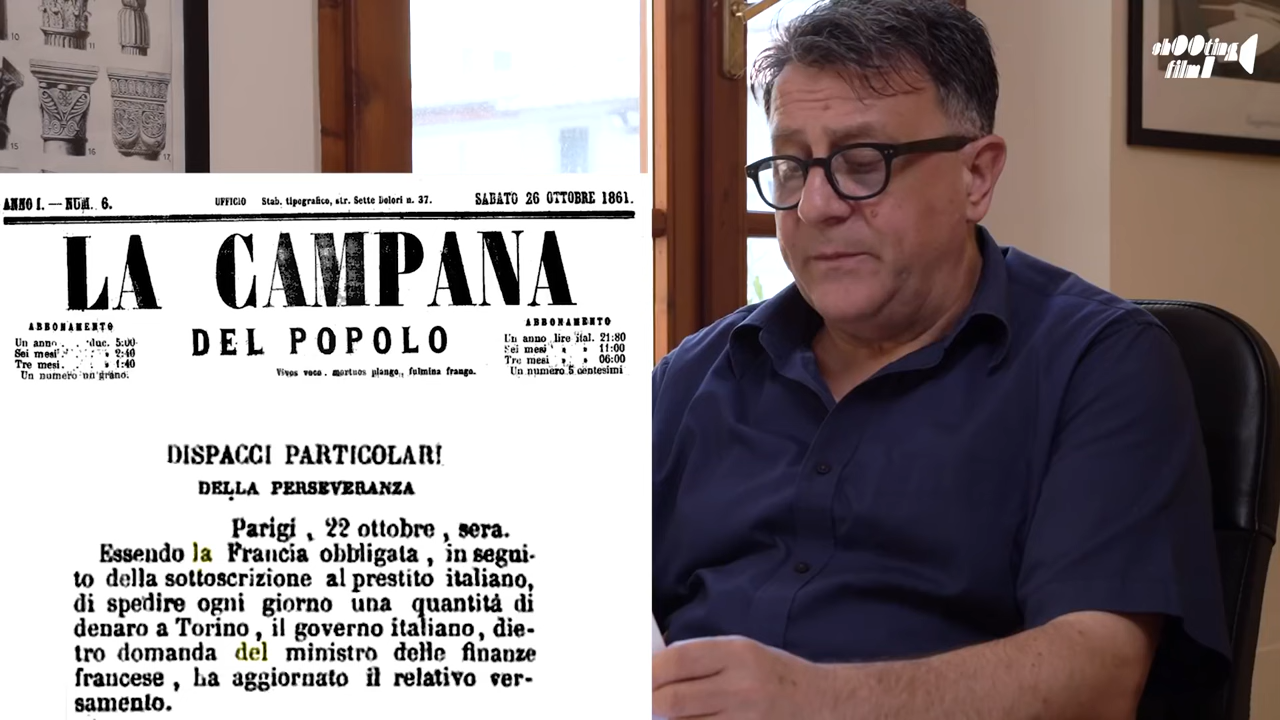 10
11
15
16
17
shooting
film
ANNO I. — NUM. 6.
UFFICIO Stab. tipografico, str. Sette Dolori n. 37.
SABATO 26 OTTOBRE 1861.
LA CAMPANA
DEL POPOLO
Vivos voco. mortuos plango,, fulmina frango.
ABBONAMENTO
Un anno . . duc. 5:00
Sei mesi . . . . 2:40
Tre mesi. . . . 1:40
Un numero un grano.
ABBONAMENTO
Un anno lire ital. 21:80
Sei mesi . . . 11:00
Tre mesi . . . 06:00
Un numero 5 centesimi
DISPACCI PARTICOLARI
DELLA PERSEVERANZA
Parigi , 22 ottobre , sera.
Essendo la Francia obbligata , in segui-
to della sottoscrizione al prestito italiano,
di spedire ogni giorno una quantità di
denaro a Torino , il governo italiano, die-
tro domanda del ministro delle finanze
francese , ha aggiornato il relativo ver-
samento.